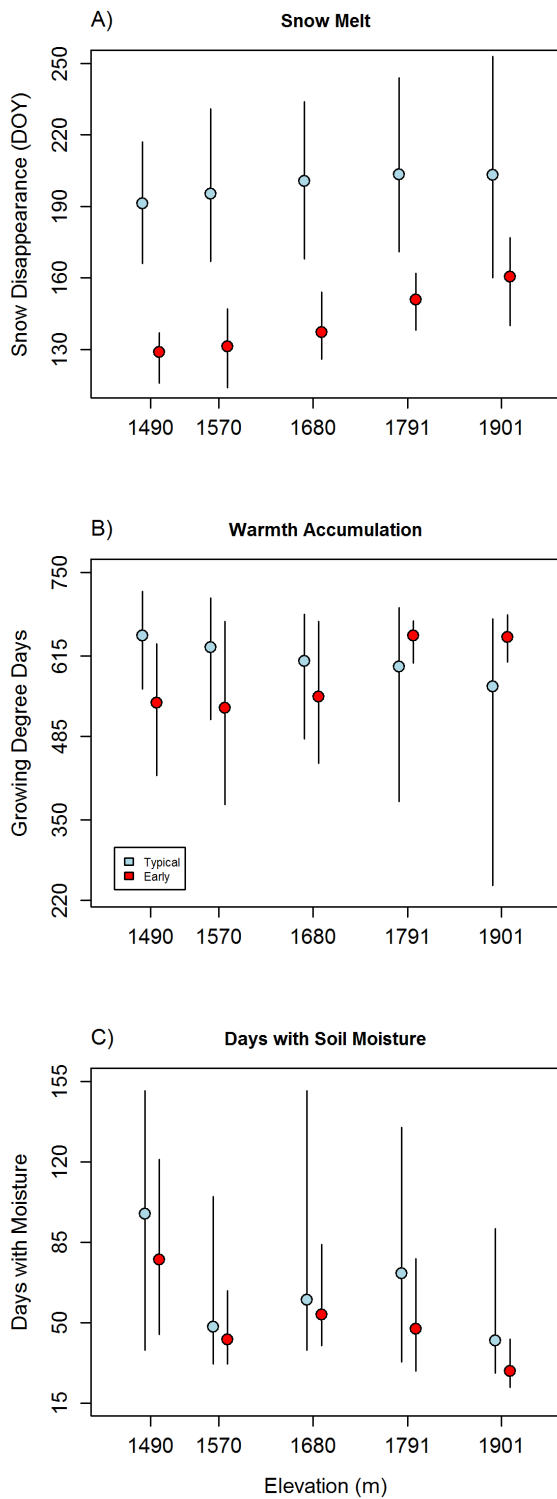 A)
Snow Melt
Snow Disappearance (DOY)
250
220
190
160
130
1490 1570 1680 1791 1901
B)
Warmth Accumulation
Growing Degree Days
750
615
485
350
220
Typical
Early
1490 1570 1680 1791 1901
C)
Days with Soil Moisture
Days with Moisture
155
120
85
50
15
1490 1570 1680 1791 1901
Elevation (m)